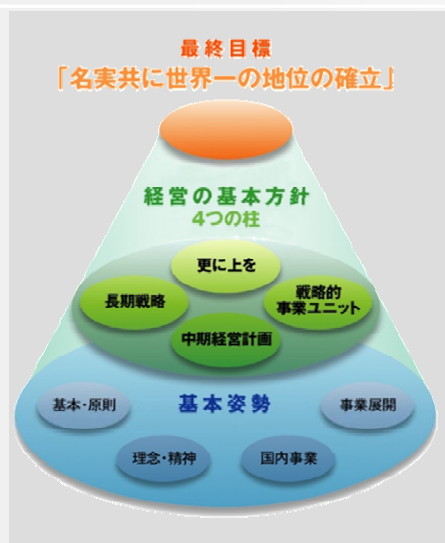 最終目標
「名実共に世界一の地位の確立」
経営の基本方針
4つの柱
更に上を
長期戦略
戦略的
事業ユニット
中期経営計画
基本姿勢
基本・原則
事業展開
理念・精神
国内事業